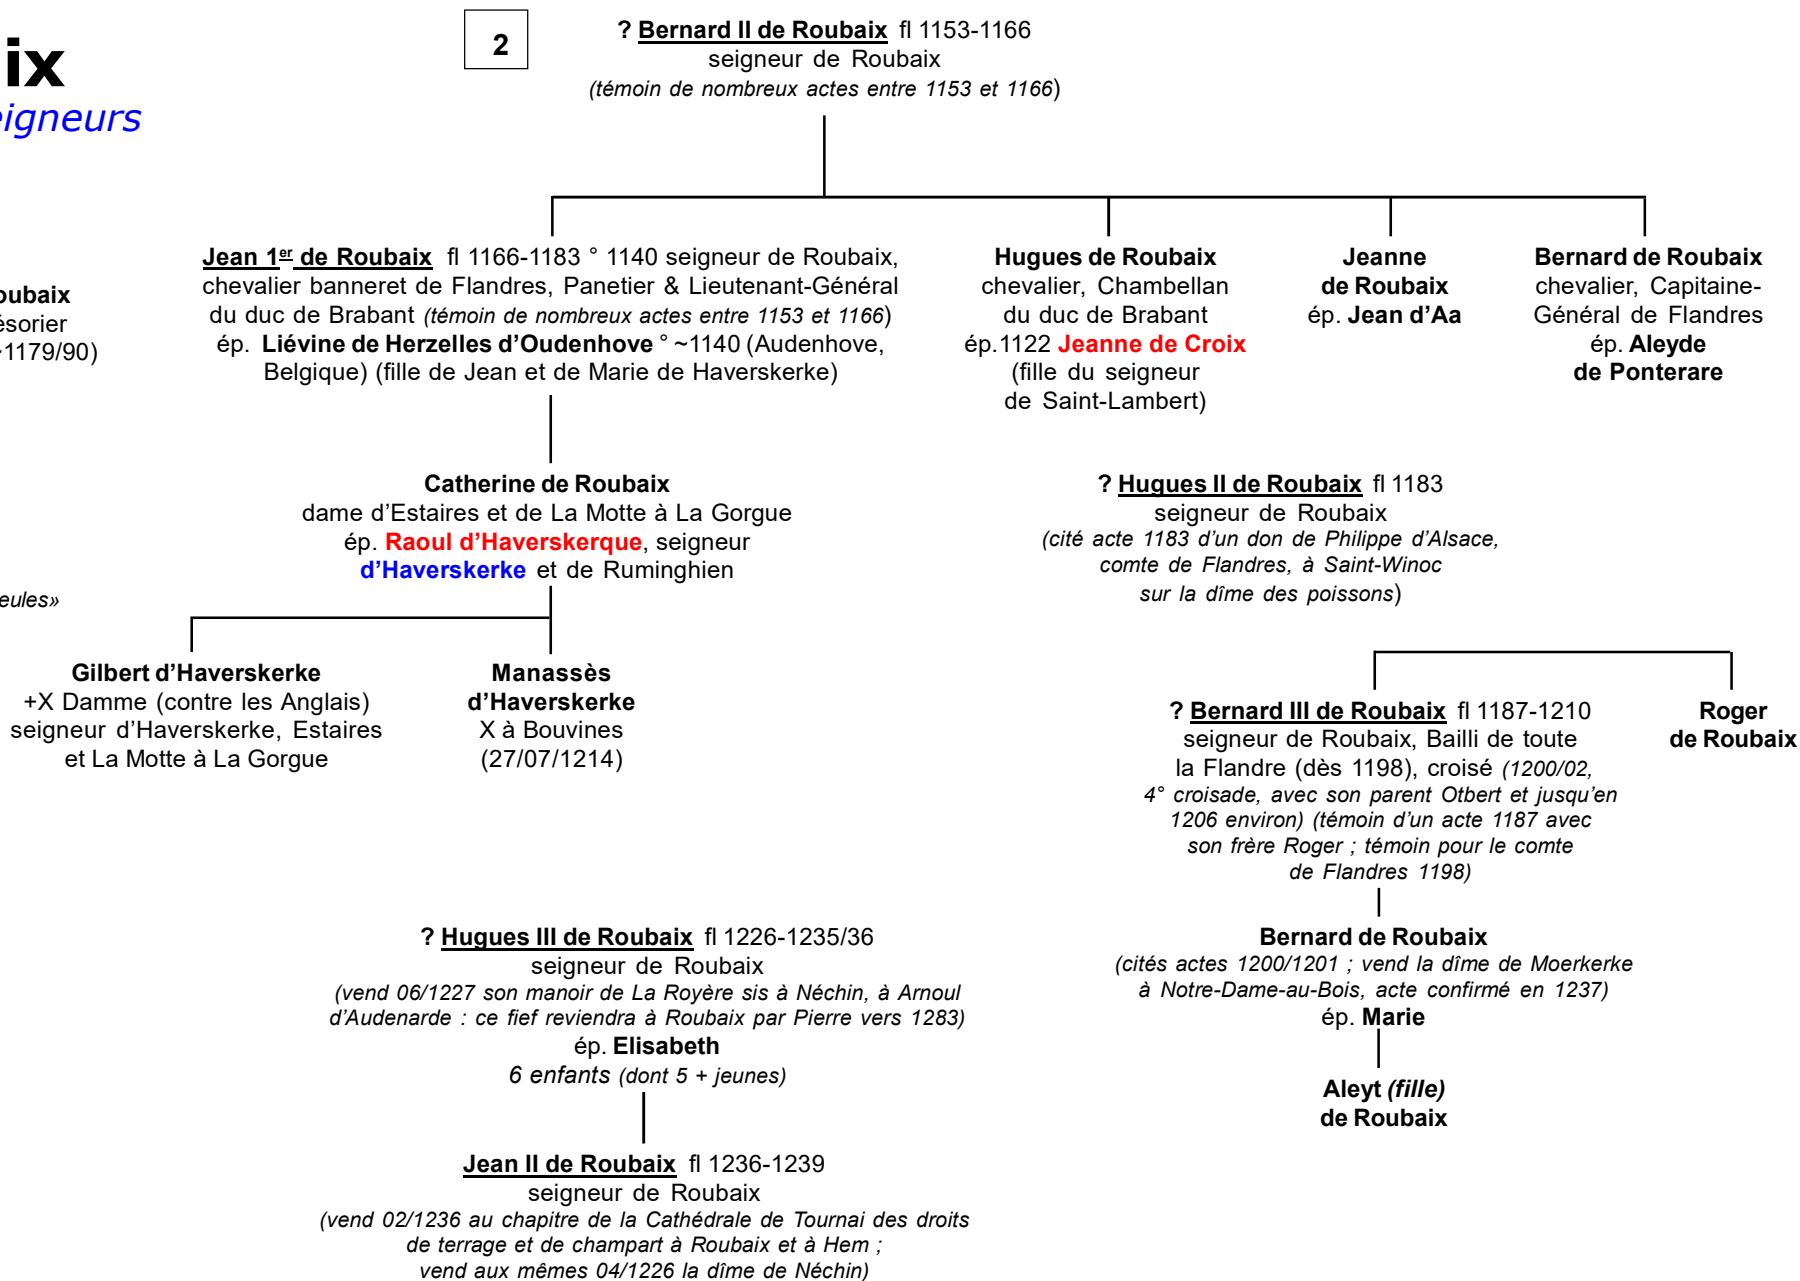 ix
eigneurs
2
? Bernard II de Roubaix fl 1153-1166
seigneur de Roubaix
(témoin de nombreux actes entre 1153 et 1166)
oubaix
ésorier
~1179/90)
Jean 1er de Roubaix fl 1166-1183 ° 1140 seigneur de Roubaix,
chevalier banneret de Flandres, Panetier & Lieutenant-Général
du duc de Brabant (témoin de nombreux actes entre 1153 et 1166)
ép. Liévine de Herzelles d’Oudenhove ° ~1140 (Audenhove,
Belgique) (fille de Jean et de Marie de Haverskerke)
Hugues de Roubaix
chevalier, Chambellan
du duc de Brabant
ép.1122 Jeanne de Croix
(fille du seigneur
de Saint-Lambert)
Jeanne
de Roubaix
ép. Jean d’Aa
Bernard de Roubaix
chevalier, Capitaine-
Général de Flandres
ép. Aleyde
de Ponterare
Catherine de Roubaix
dame d’Estaires et de La Motte à La Gorgue
ép. Raoul d’Haverskerque, seigneur
d’Haverskerke et de Ruminghien
? Hugues II de Roubaix fl 1183
seigneur de Roubaix
(cité acte 1183 d’un don de Philippe d’Alsace,
comte de Flandres, à Saint-Winoc
sur la dîme des poissons)
eules»
Gilbert d’Haverskerke
+X Damme (contre les Anglais)
seigneur d’Haverskerke, Estaires
et La Motte à La Gorgue
Manassès
d’Haverskerke
X à Bouvines
(27/07/1214)
? Bernard III de Roubaix fl 1187-1210
seigneur de Roubaix, Bailli de toute
la Flandre (dès 1198), croisé (1200/02,
4° croisade, avec son parent Otbert et jusqu’en
1206 environ) (témoin d’un acte 1187 avec
son frère Roger ; témoin pour le comte
de Flandres 1198)
Roger
de Roubaix
Bernard de Roubaix
(cités actes 1200/1201 ; vend la dîme de Moerkerke
à Notre-Dame-au-Bois, acte confirmé en 1237)
ép. Marie
Aleyt (fille)
de Roubaix
? Hugues III de Roubaix fl 1226-1235/36
seigneur de Roubaix
(vend 06/1227 son manoir de La Royère sis à Néchin, à Arnoul
d’Audenarde : ce fief reviendra à Roubaix par Pierre vers 1283)
ép. Elisabeth
6 enfants (dont 5 + jeunes)
Jean II de Roubaix fl 1236-1239
seigneur de Roubaix
(vend 02/1236 au chapitre de la Cathédrale de Tournai des droits
de terrage et de champart à Roubaix et à Hem ;
vend aux mêmes 04/1226 la dîme de Néchin)